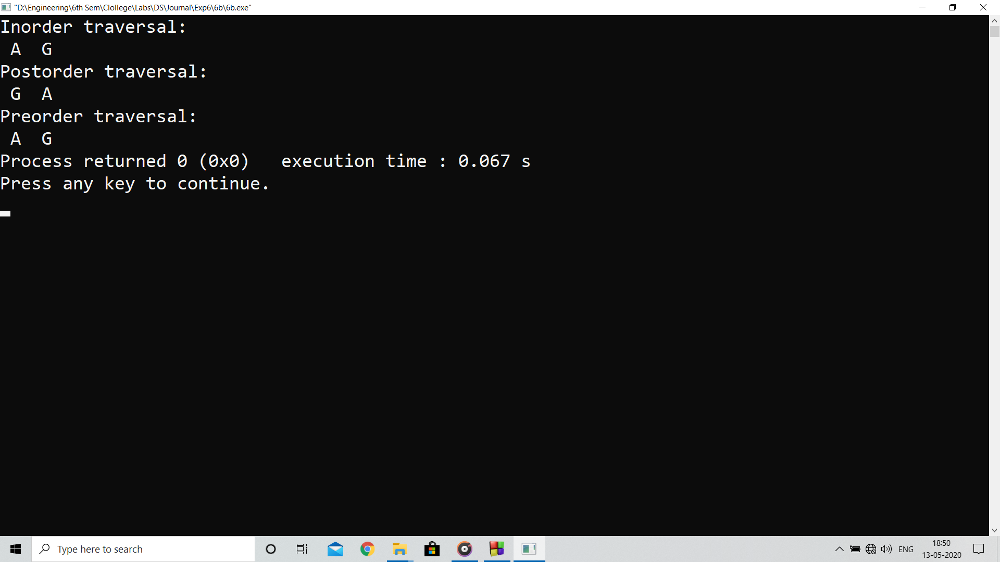 "D:\Engineering\6th Sem\Clollege\Labs\DS\Journal\Exp6\6b\6b.exe"
Inorder traversal:
A  G
Postorder traversal:
G  A
Preorder traversal:
A  G
Process returned 0 (0x0)   execution time : 0.067 s
Press any key to continue.
Type here to search
ENG
18:50
13-05-2020